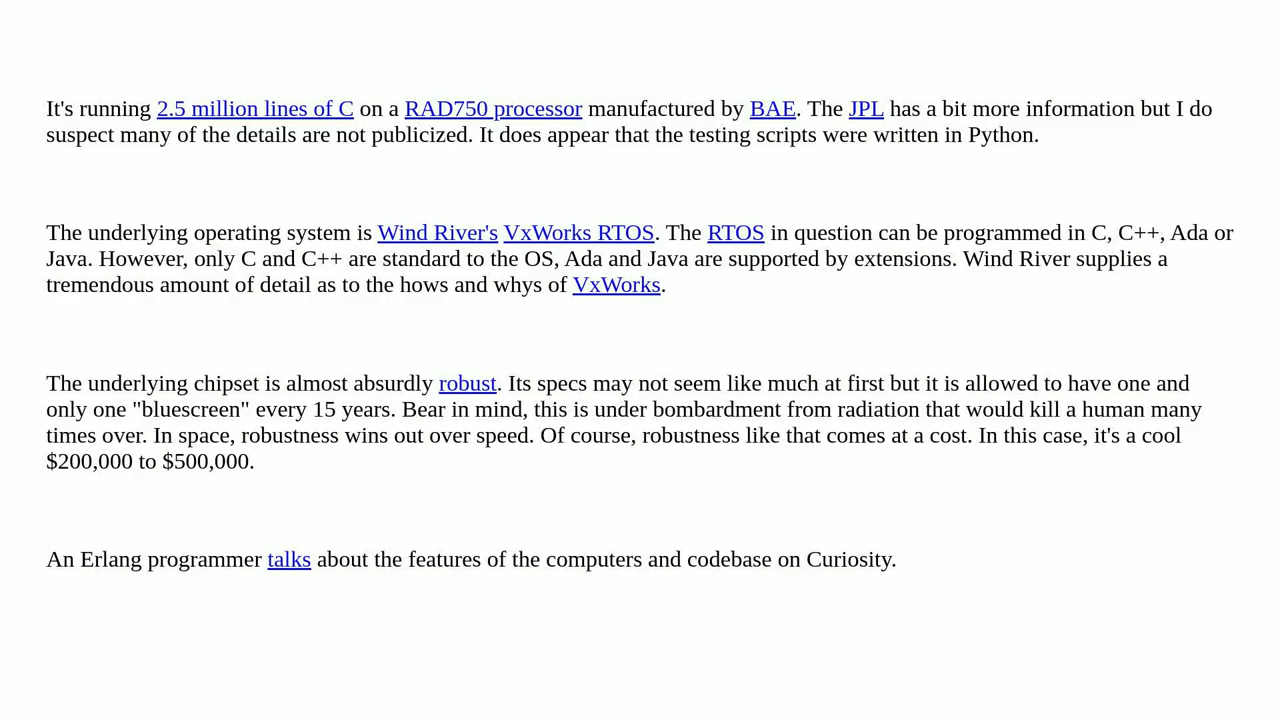 It's running 2.5 million lines of C on a RAD750 processor manufactured by BAE. The JPL has a bit more information but I do
suspect many of the details are not publicized. It does appear that the testing scripts were written in Python.
The underlying operating system is Wind River's VxWorks RTOS. The RTOS in question can be programmed in C, C++, Ada or
Java. However, only C and C++ are standard to the OS, Ada and Java are supported by extensions. Wind River supplies a
tremendous amount of detail as to the hows and whys of VxWorks.
The underlying chipset is almost absurdly robust. Its specs may not seem like much at first but it is allowed to have one and
only one "bluescreen" every 15 years. Bear in mind, this is under bombardment from radiation that would kill a human many
times over. In space, robustness wins out over speed. Of course, robustness like that comes at a cost. In this case, it's a cool
$200,000 to $500,000.
An Erlang programmer talks about the features of the computers and codebase on Curiosity.